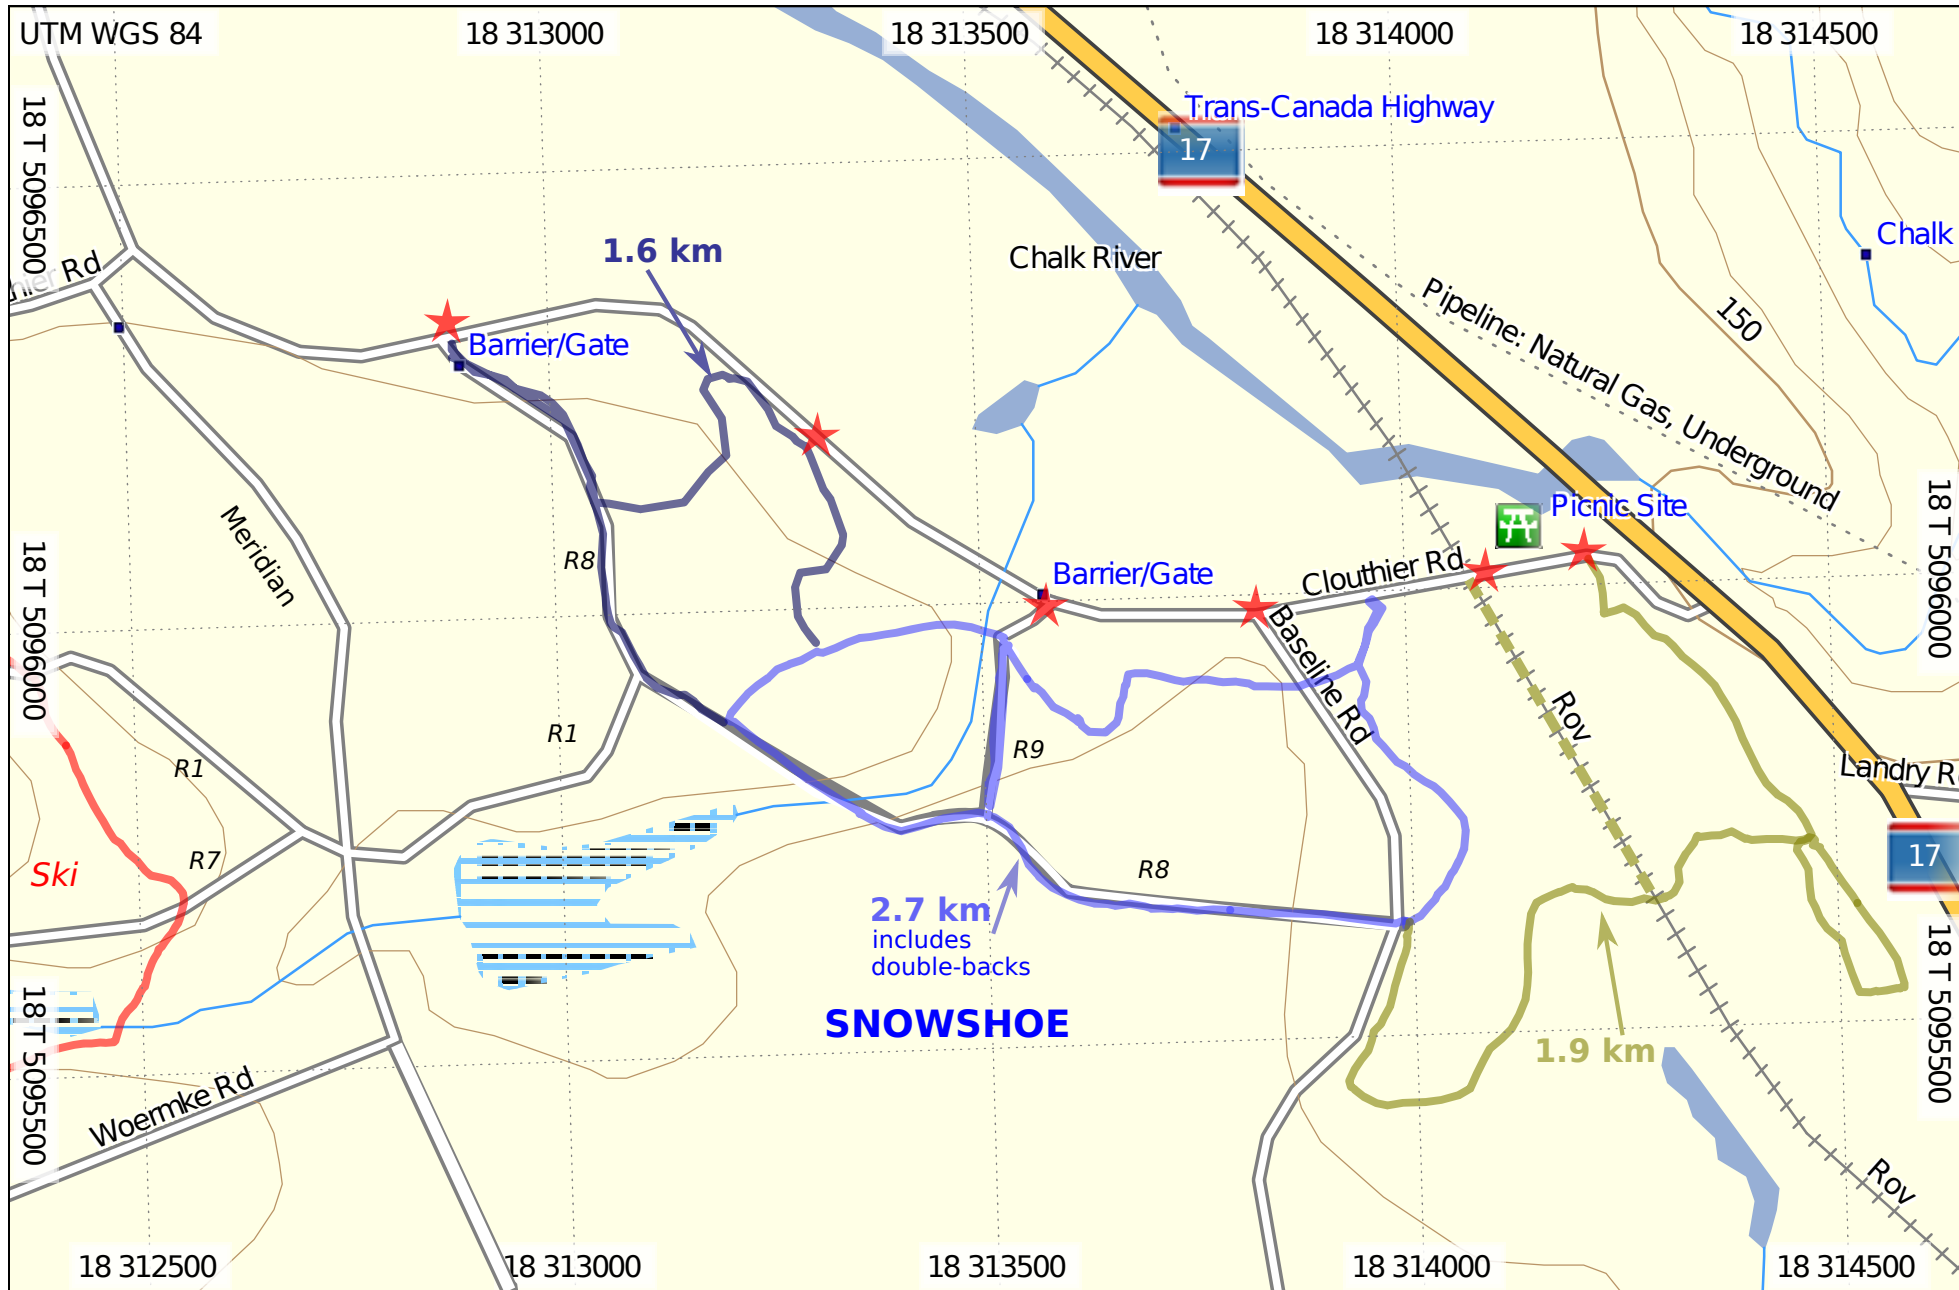 UTM WGS 84
18 313000
18 313500
18 314000
18 314500
Trans-Canada Highway
17
18 T 5096500
Chalk
1.6 km
Chalk River
hier Rd
Pipeline: Natural Gas, Underground
150
Barrier/Gate
Picnic Site
Meridian
R8
Barrier/Gate
Clouthier Rd
18 T 5096000
18 T 5096000
Baseline Rd
Rov
R1
R9
R1
Landry R
R7
R8
Ski
17
2.7 km
includes
double-backs
SNOWSHOE
1.9 km
18 T 5095500
18 T 5095500
Woermke Rd
Rov
18 312500
18 313000
18 313500
18 314000
18 314500